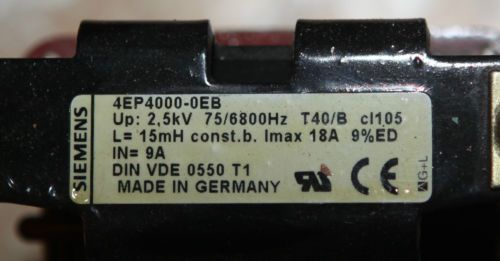 SIEMENS
4EP4000-0EB
Up: 2,5kV 75/6800Hz T40/B cl105
L= 15mH const.b. Imax 18A 9%ED
IN= 9A
DIN VDE 0550 T1
MADE IN GERMANY
CE
G+L